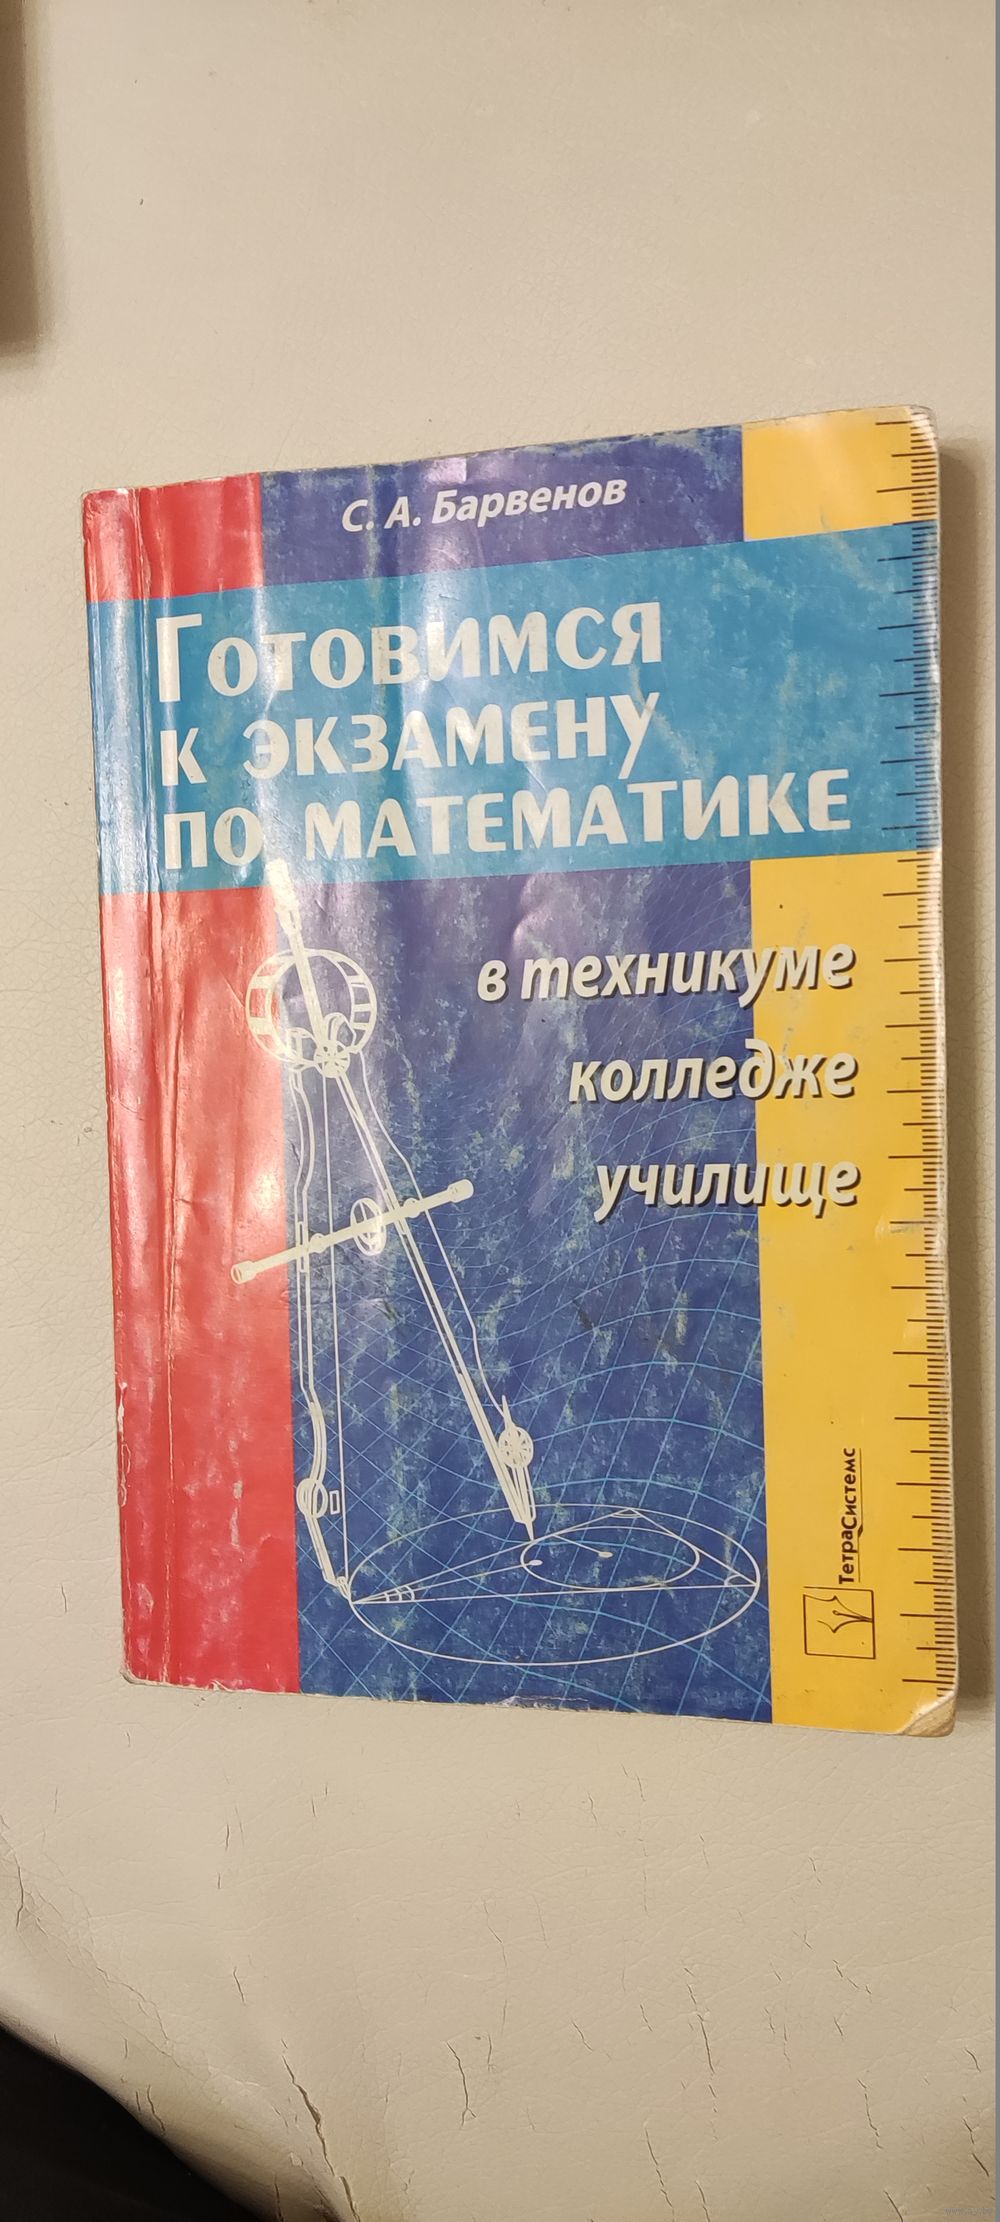 С. А. Барвенов
Готовимся
к экзамену
по математике
в техникуме
колледже
училище
ТетраСистемс